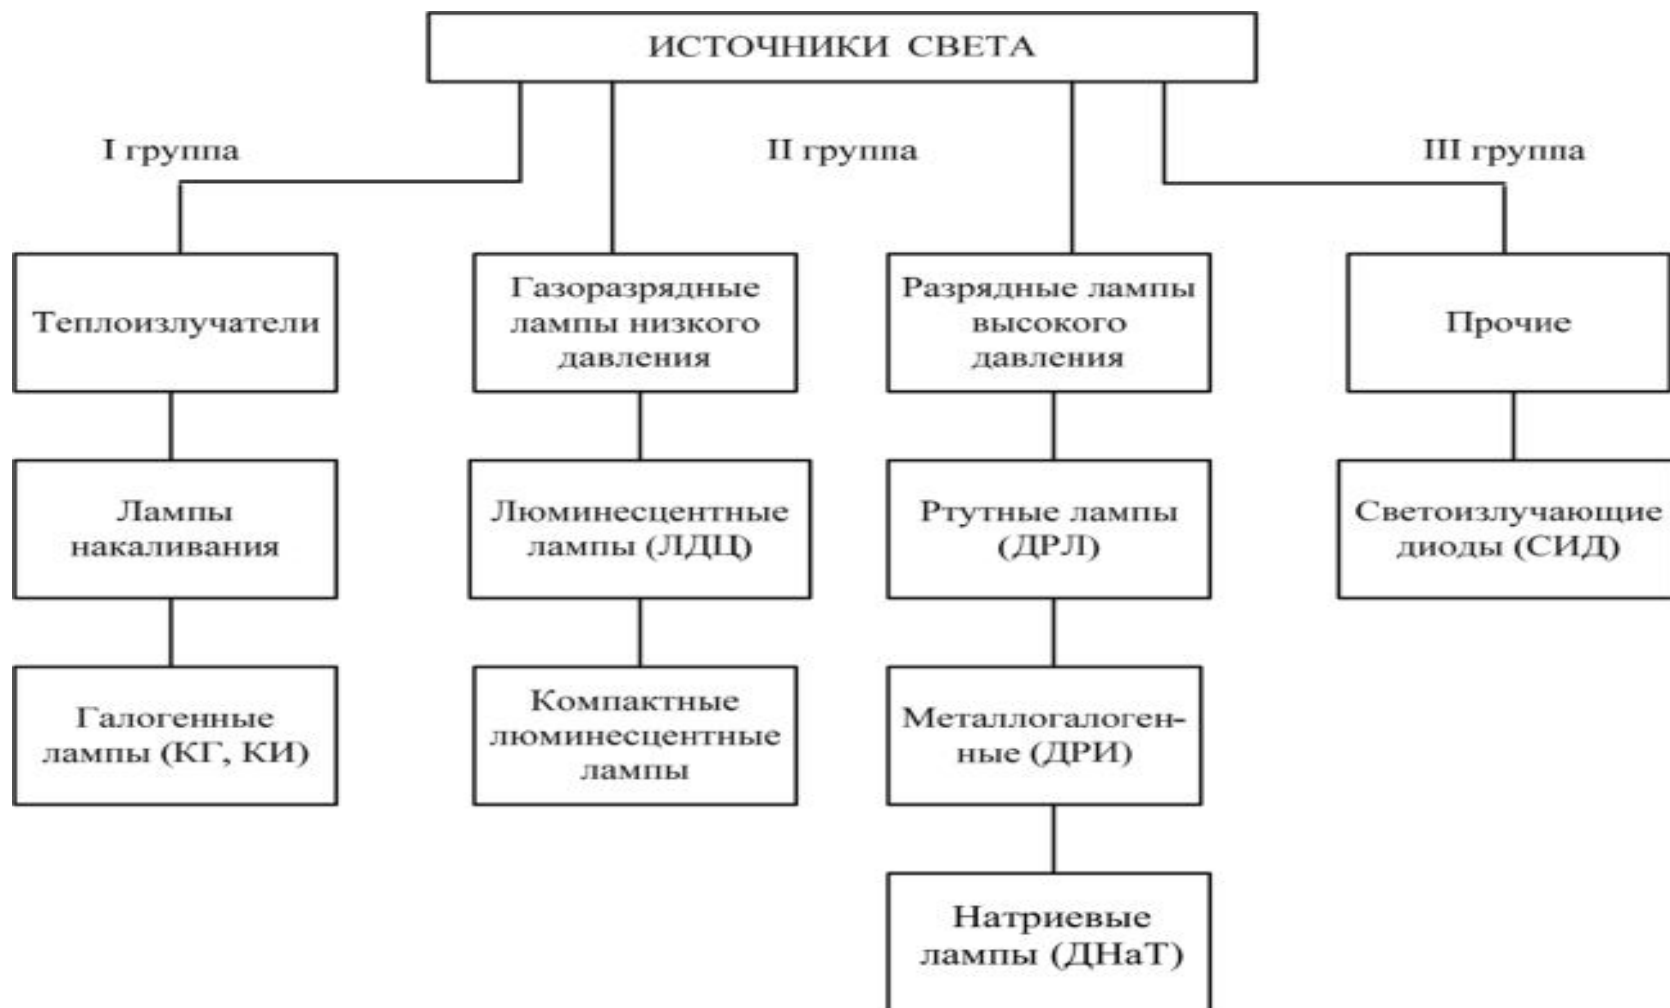 ИСТОЧНИКИ СВЕТА
I группа
II группа
III группа
Теплоизлучатели
Газоразрядные
лампы низкого
давления
Разрядные лампы
высокого
давления
Прочие
Лампы
накаливания
Люминесцентные
лампы (ЛДЦ)
Ртутные лампы
(ДРЛ)
Светоизлучающие
диоды (СИД)
Галогенные
лампы (КГ, КИ)
Компактные
люминесцентные
лампы
Металлогалоген-
ные (ДРИ)
Натриевые
лампы (ДНаТ)